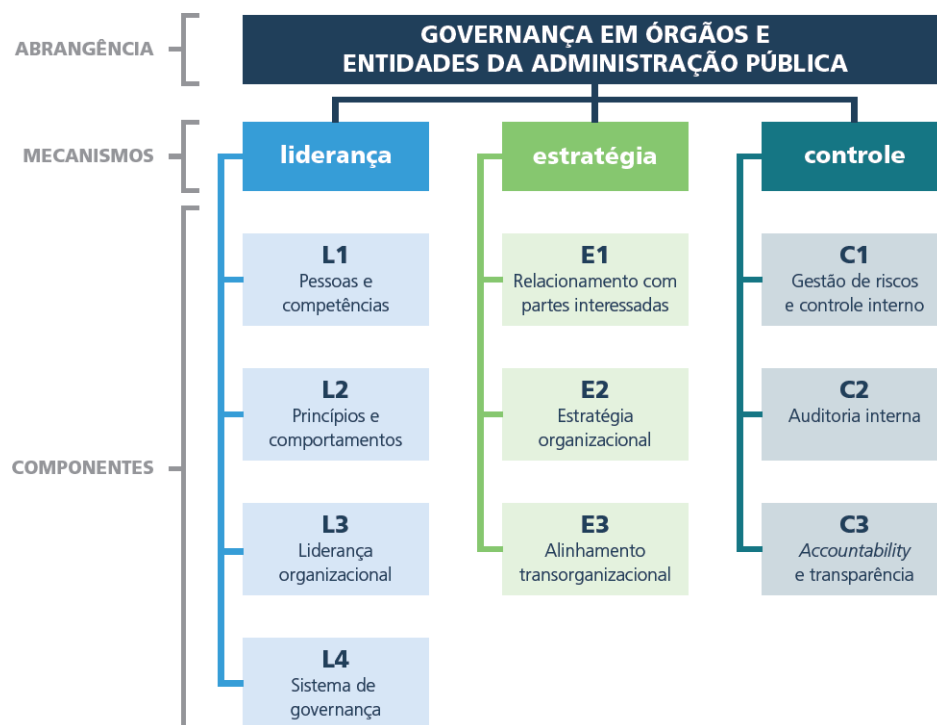 ABRANGÊNCIA
GOVERNANÇA EM ÓRGÃOS E
ENTIDADES DA ADMINISTRAÇÃO PÚBLICA
MECANISMOS
liderança
estratégia
controle
COMPONENTES
L1
Pessoas e
competências
L2
Princípios e
comportamentos
L3
Liderança
organizacional
L4
Sistema de
governança
E1
Relacionamento com
partes interessadas
E2
Estratégia
organizacional
E3
Alinhamento
transorganizacional
C1
Gestão de riscos
e controle interno
C2
Auditoria interna
C3
Accountability
e transparência